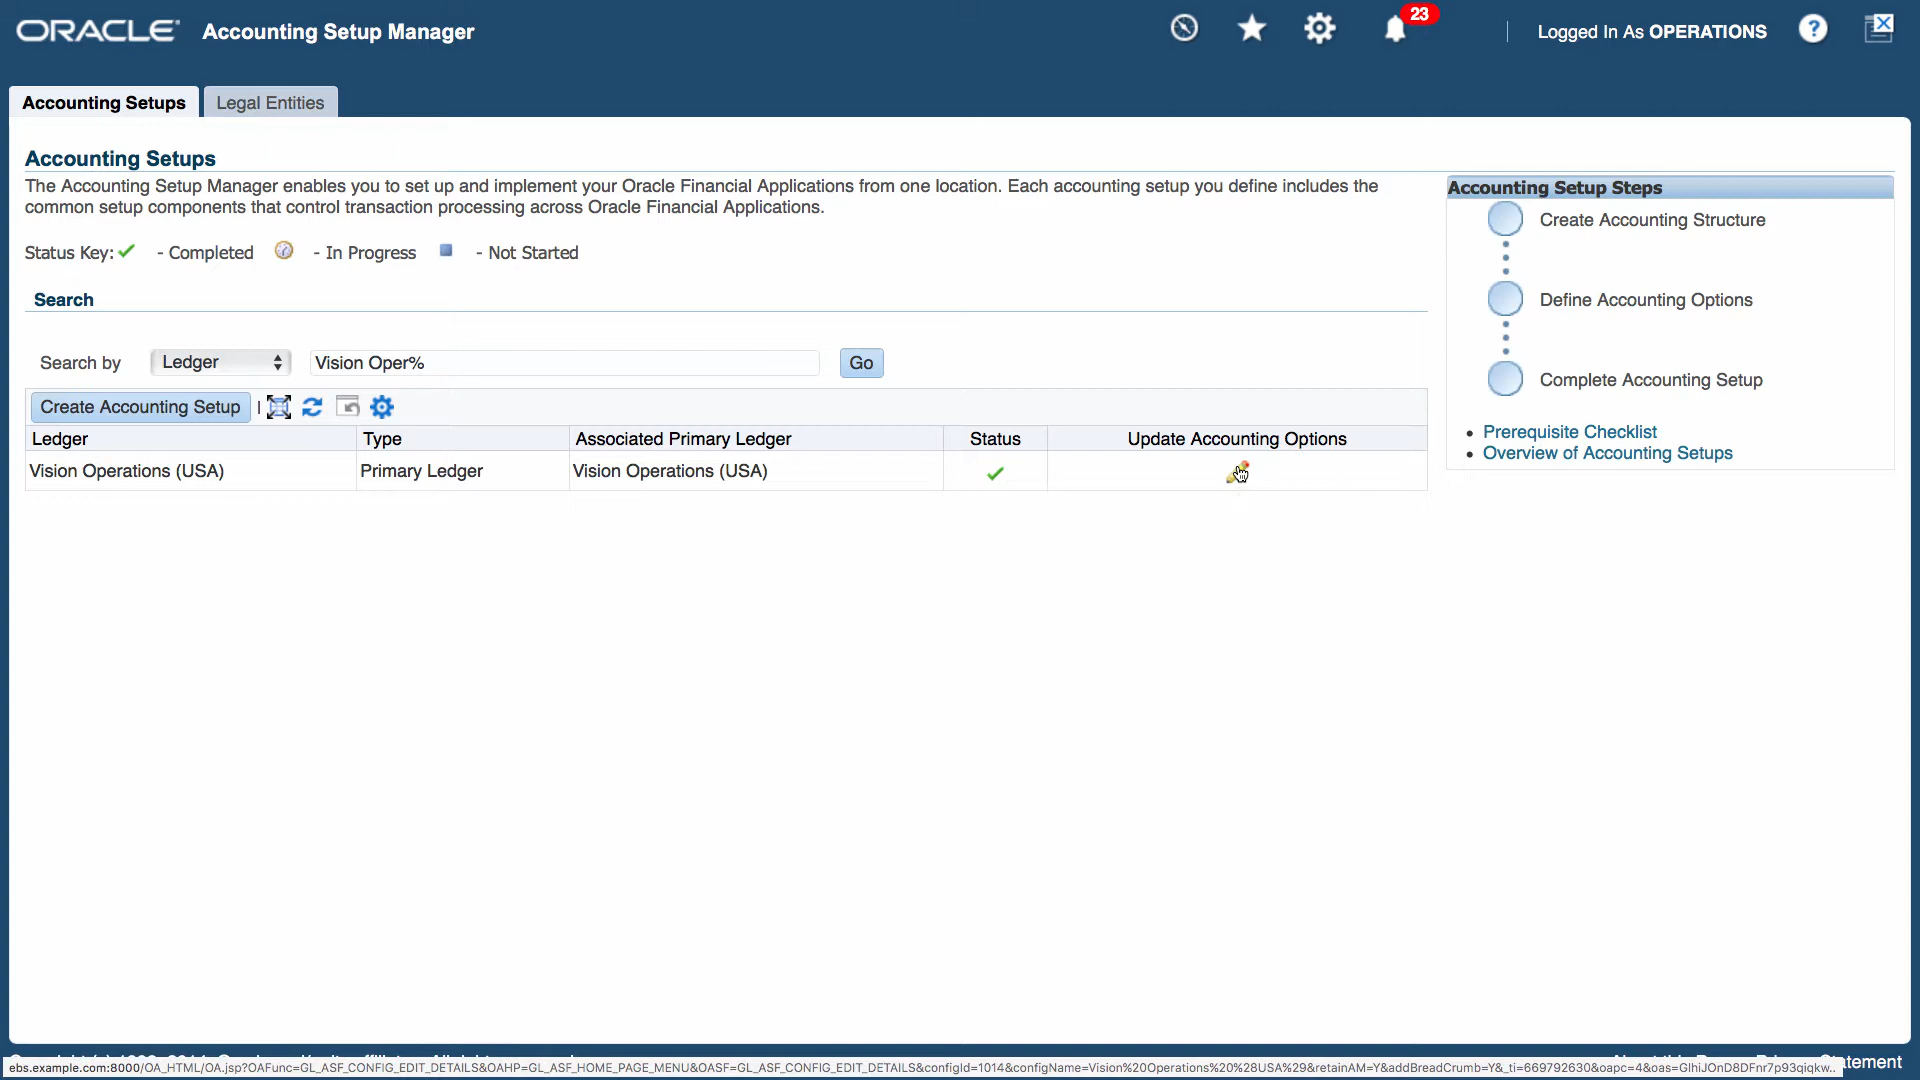 ORACLE Accounting Setup Manager
23
Logged In As OPERATIONS
?
Accounting Setups
Legal Entities
Accounting Setups
The Accounting Setup Manager enables you to set up and implement your Oracle Financial Applications from one location. Each accounting setup you define includes the
common setup components that control transaction processing across Oracle Financial Applications.
Status Key: - Completed - In Progress - Not Started
Search
Search by Ledger Vision Oper% Go
Create Accounting Setup |
Ledger Type Associated Primary Ledger Status Update Accounting Options
Vision Operations (USA) Primary Ledger Vision Operations (USA)
Accounting Setup Steps
Create Accounting Structure
Define Accounting Options
Complete Accounting Setup
• Prerequisite Checklist
• Overview of Accounting Setups
ebs.example.com:8000/OA_HTML/OA.jsp?OAFunc=GL_ASF_CONFIG_EDIT_DETAILS&OAHP=GL_ASF_HOME_PAGE_MENU&OASF=GL_ASF_CONFIG_EDIT_DETAILS&configId=1014&configName=Vision%20Operations%20%28USA%29&retainAM=Y&addBreadCrumb=Y&_ti=669792630&oapc=4&oas=GlhiJOnD8DFnr7p93qiqkw..